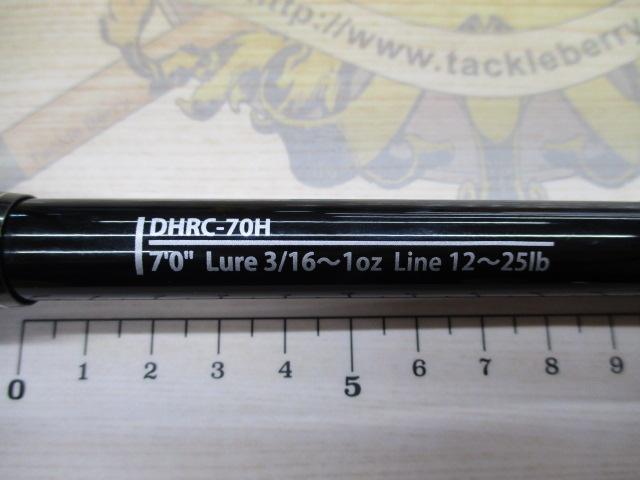 http://www.tackleberry
DHRC-70H
7'0" Lure 3/16～1oz Line 12～25lb
0 1 2 3 4 5 6 7 8 9